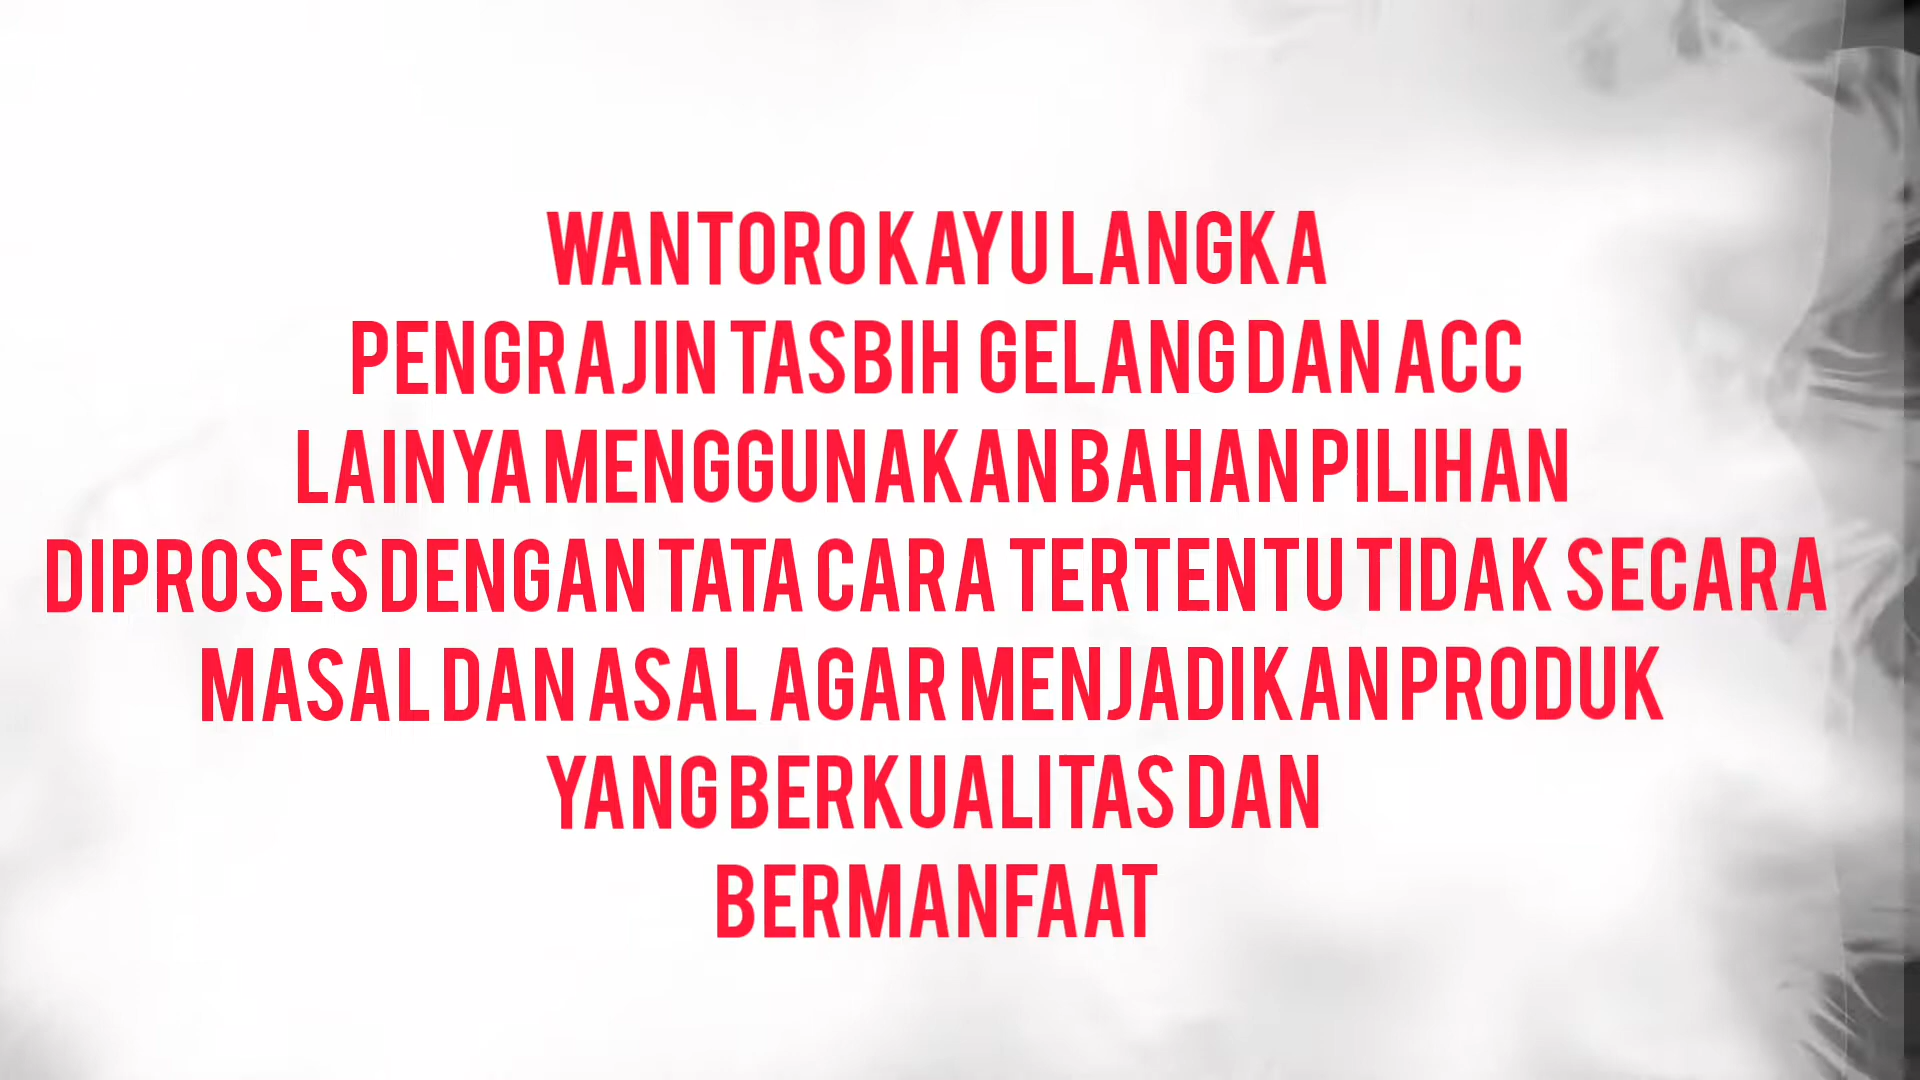 WANTORO KAYU LANGKA
PENGRAJIN TASBIH GELANG DAN ACC
LAINYA MENGGUNAKAN BAHAN PILIHAN
DIPROSES DENGAN TATA CARA TERTENTU TIDAK SECARA
MASAL DAN ASAL AGAR MENJADIKAN PRODUK
YANG BERKUALITAS DAN
BERMANFAAT